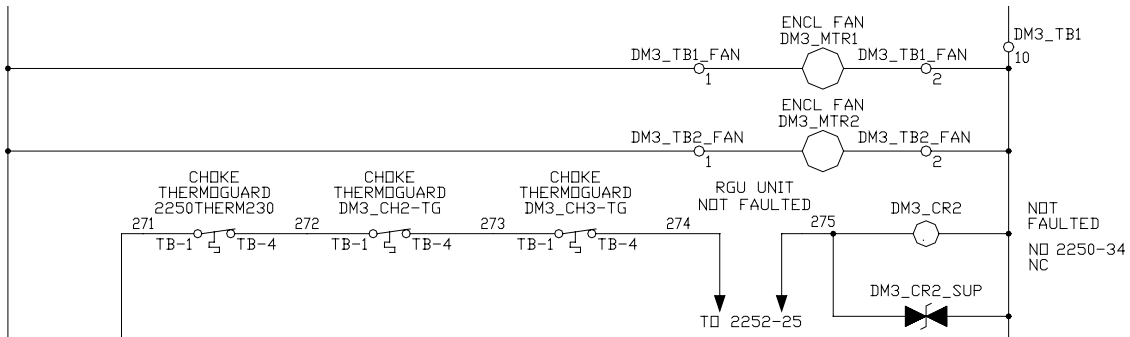 ENCL FAN
DM3_MTR1
DM3_TB1_FAN
1
DM3_TB1_FAN
2
DM3_TB1
10
ENCL FAN
DM3_MTR2
DM3_TB2_FAN
1
DM3_TB2_FAN
2
CHOKE
THERMOGUARD
2250THERM230
CHOKE
THERMOGUARD
DM3_CH2-TG
CHOKE
THERMOGUARD
DM3_CH3-TG
RGU UNIT
NOT FAULTED
DM3_CR2
NOT
FAULTED
NO 2250-34
NC
271
TB-1
TB-4
272
TB-1
TB-4
273
TB-1
TB-4
274
275
TO 2252-25
DM3_CR2_SUP